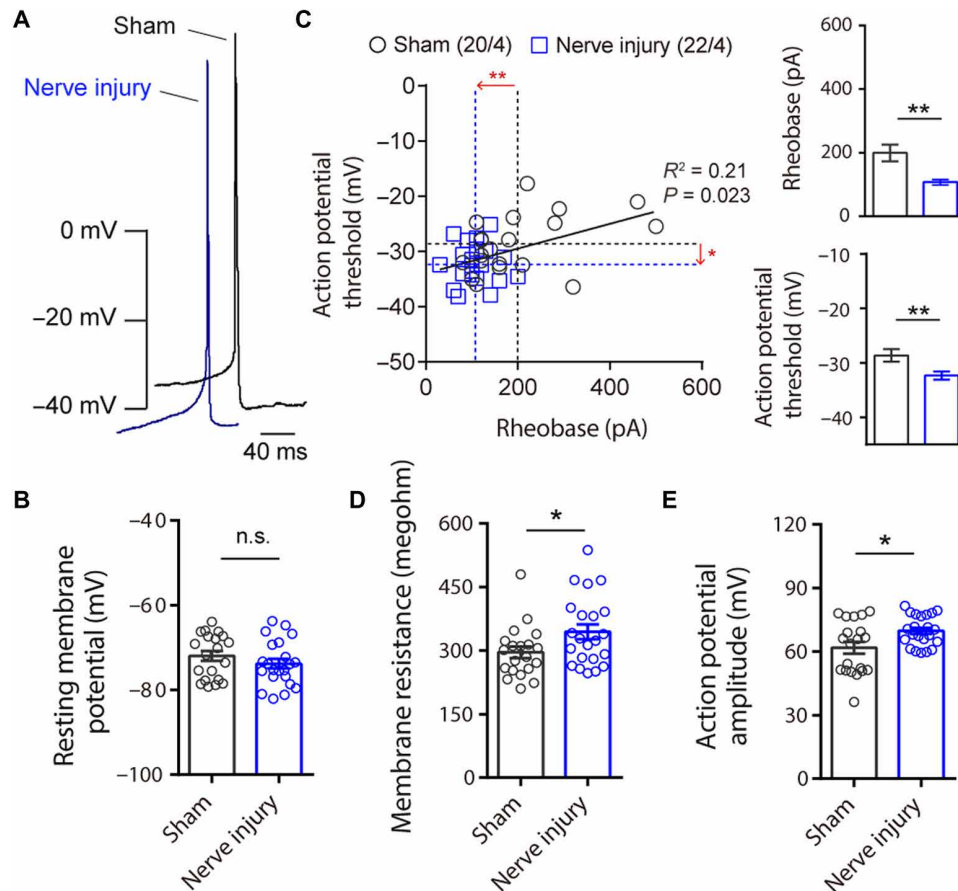 A
Sham
Nerve injury
0 mV
−20 mV
−40 mV
40 ms
C
Sham (20/4)
Nerve injury (22/4)
**
0
−10
−20
−30
−40
−50
Action potential
threshold (mV)
R² = 0.21
P = 0.023
*
0
200
400
600
Rheobase (pA)
600
400
200
0
Rheobase (pA)
**
−10
−20
−30
−40
Action potential
threshold (mV)
**
B
−40
−60
−80
−100
Resting membrane
potential (mV)
n.s.
Sham
Nerve injury
D
600
450
300
150
0
Membrane resistance (megohm)
*
Sham
Nerve injury
E
120
90
60
30
0
Action potential
amplitude (mV)
*
Sham
Nerve injury